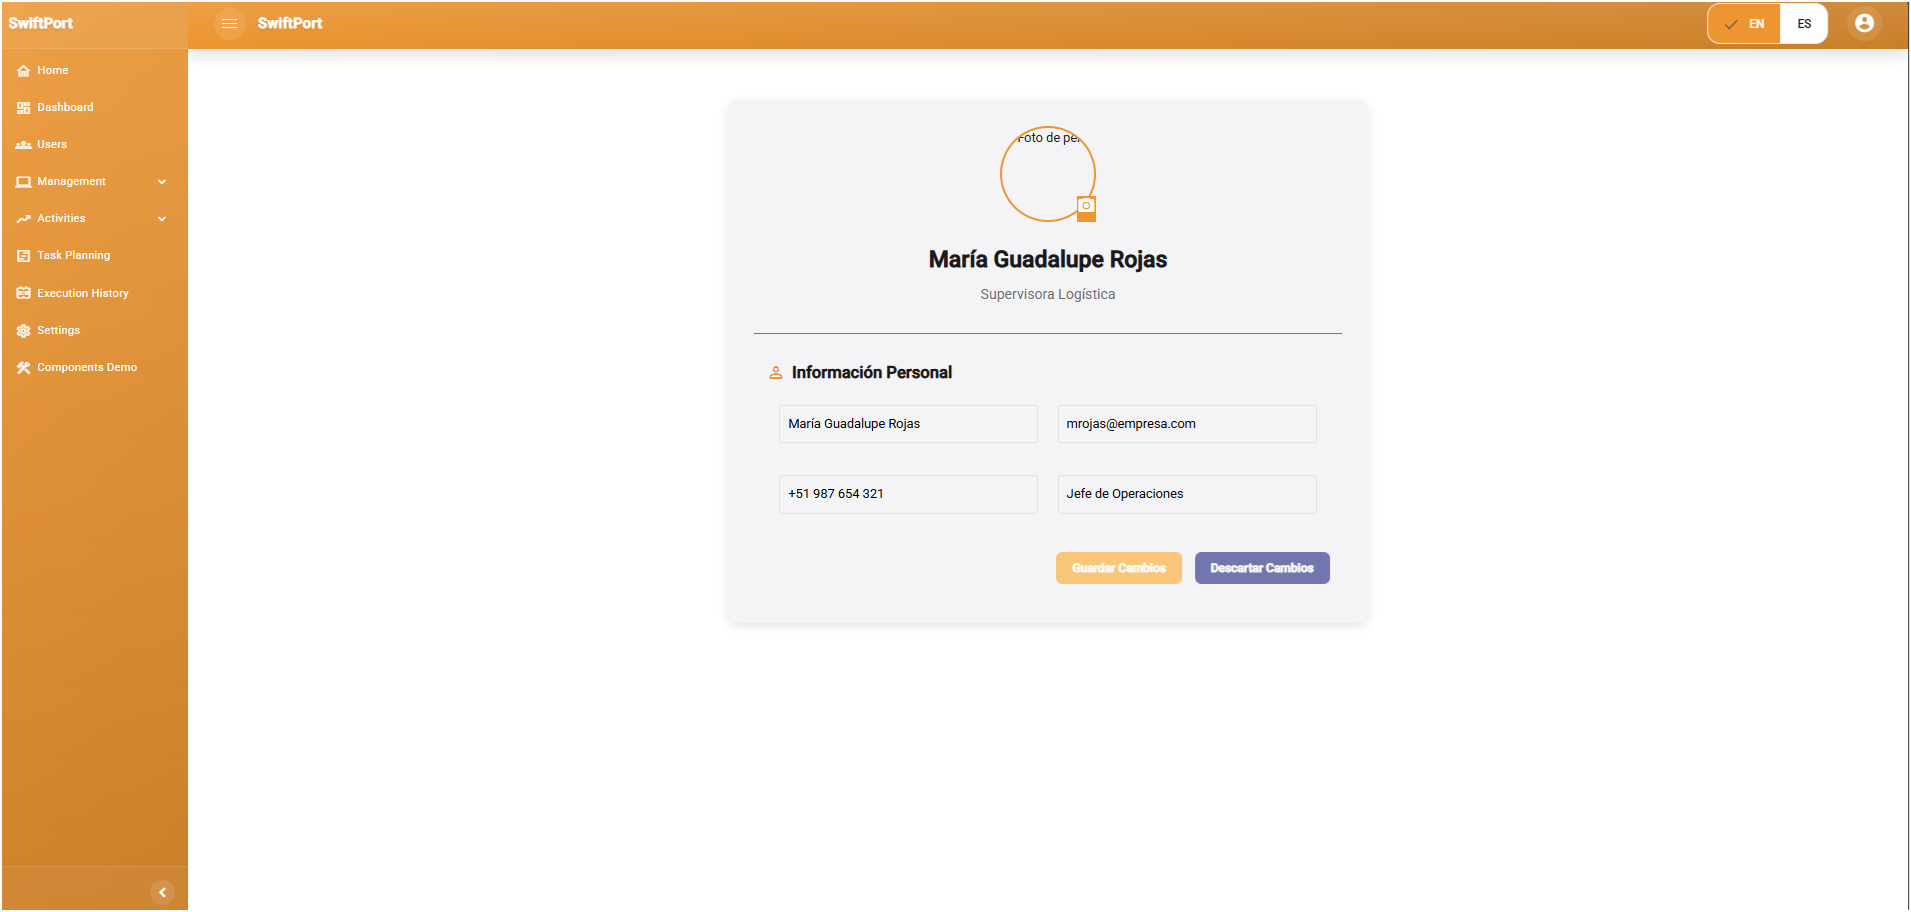 SwiftPort
SwiftPort
EN
ES
Home
Dashboard
Users
Management
Activities
Task Planning
Execution History
Settings
Components Demo
Foto de per
María Guadalupe Rojas
Supervisora Logística
Información Personal
María Guadalupe Rojas
mrojas@empresa.com
+51 987 654 321
Jefe de Operaciones
Guardar Cambios
Descartar Cambios